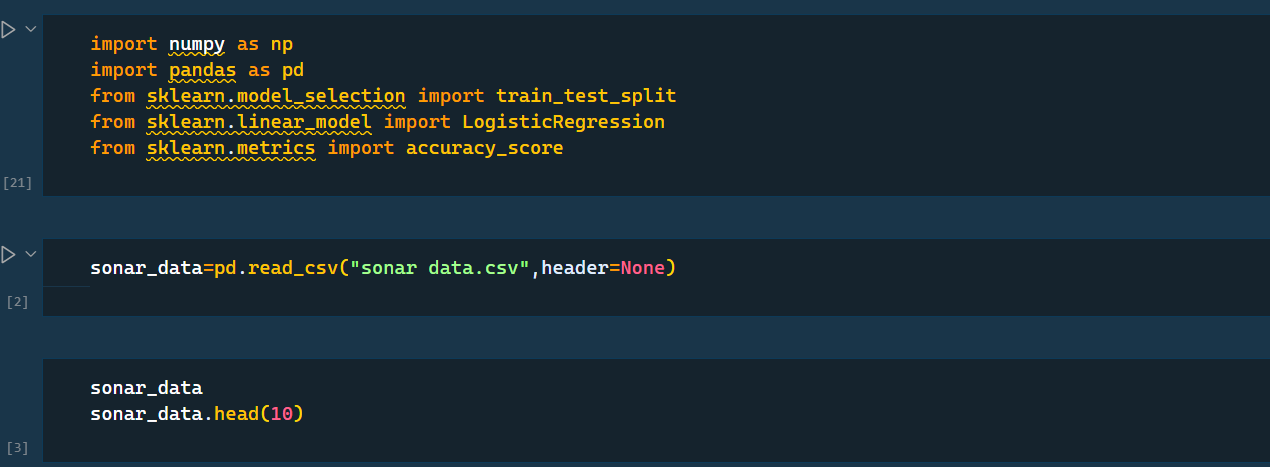 import numpy as np
import pandas as pd
from sklearn.model_selection import train_test_split
from sklearn.linear_model import LogisticRegression
from sklearn.metrics import accuracy_score
[21]
sonar_data=pd.read_csv("sonar data.csv",header=None)
[2]
sonar_data
sonar_data.head(10)
[3]